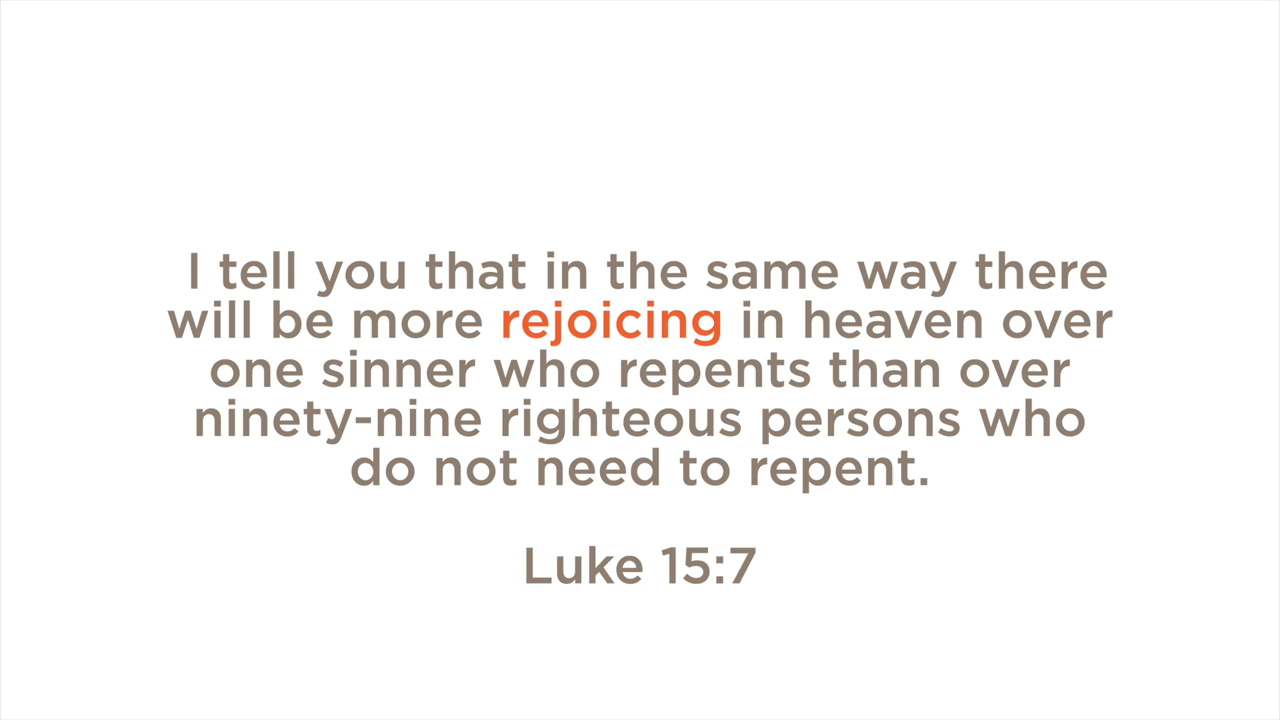 I tell you that in the same way there
will be more rejoicing in heaven over
one sinner who repents than over
ninety-nine righteous persons who
do not need to repent.
Luke 15:7